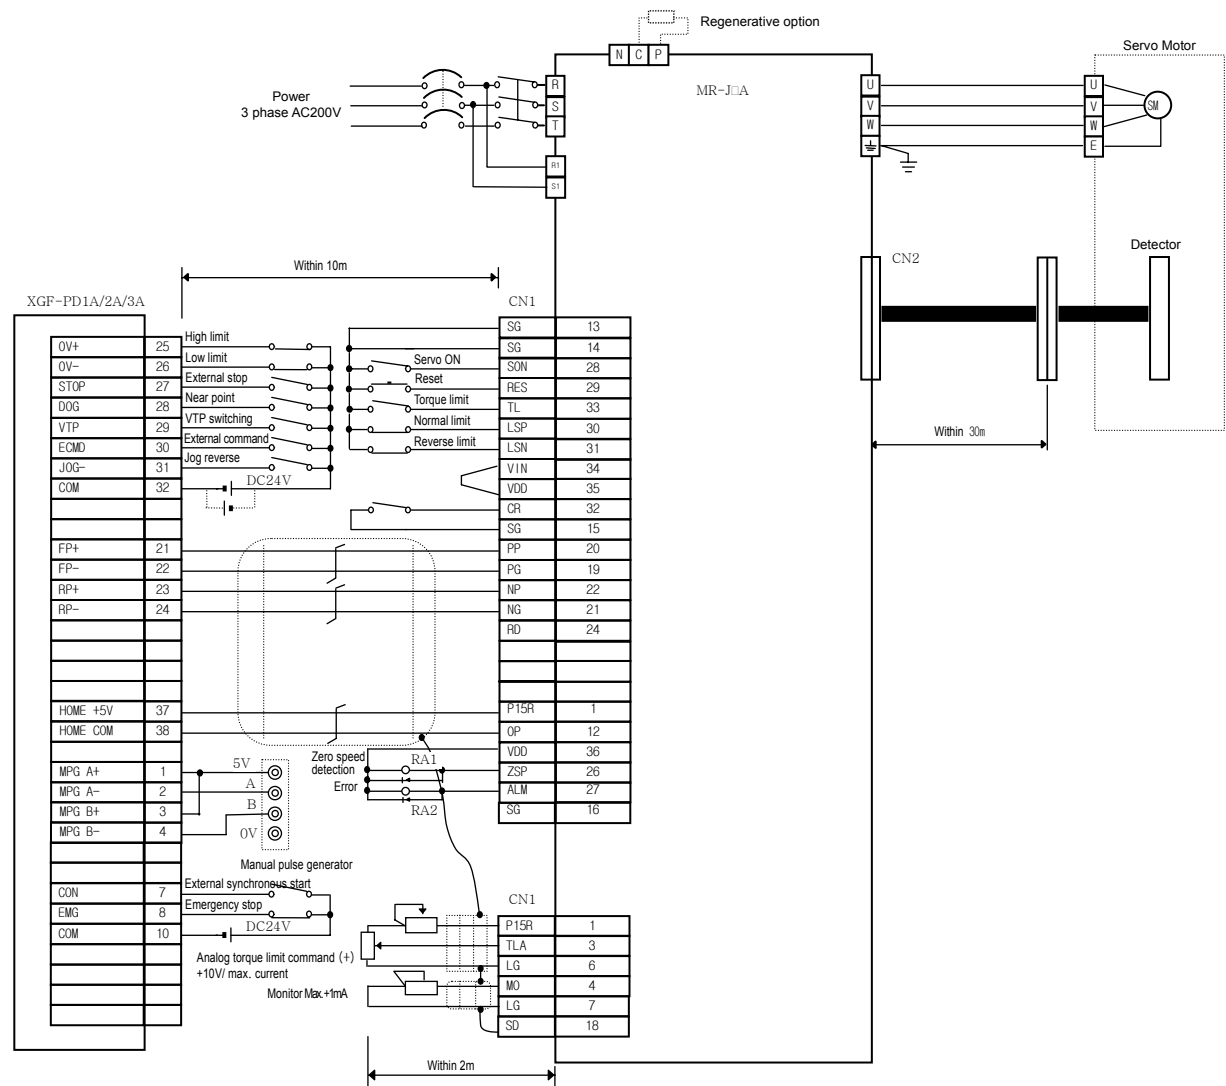 Regenerative option
N C P
Servo Motor
Power
3 phase AC200V
R
S
T
R1
S1
MR-J□A
U
V
W
U
V
W
E
SM
CN2
Detector
Within 30m
Within 10m
XGF-PD1A/2A/3A
CN1
0V+ 25 High limit
0V- 26 Low limit
STOP 27 External stop
DOG 28 Near point
VTP 29 VTP switching
ECMD 30 External command
JOG- 31 Jog reverse
COM 32 DC24V
FP+ 21
FP- 22
RP+ 23
RP- 24
HOME +5V 37
HOME COM 38
MPG A+ 1 5V
MPG A- 2 A
MPG B+ 3 B
MPG B- 4 0V
Manual pulse generator
CON 7 External synchronous start
EMG 8 Emergency stop
COM 10 DC24V
SG 13
SG 14
Servo ON SON 28
Reset RES 29
Torque limit TL 33
Normal limit LSP 30
Reverse limit LSN 31
VIN 34
VDD 35
CR 32
SG 15
PP 20
PG 19
NP 22
NG 21
RD 24
P15R 1
OP 12
VDD 36
Zero speed
detection
RA1 ZSP 26
Error ALM 27
RA2 SG 16
CN1
P15R 1
TLA 3
LG 6
MO 4
LG 7
SD 18
Analog torque limit command (+)
+10V/ max. current
Monitor Max.+1mA
Within 2m